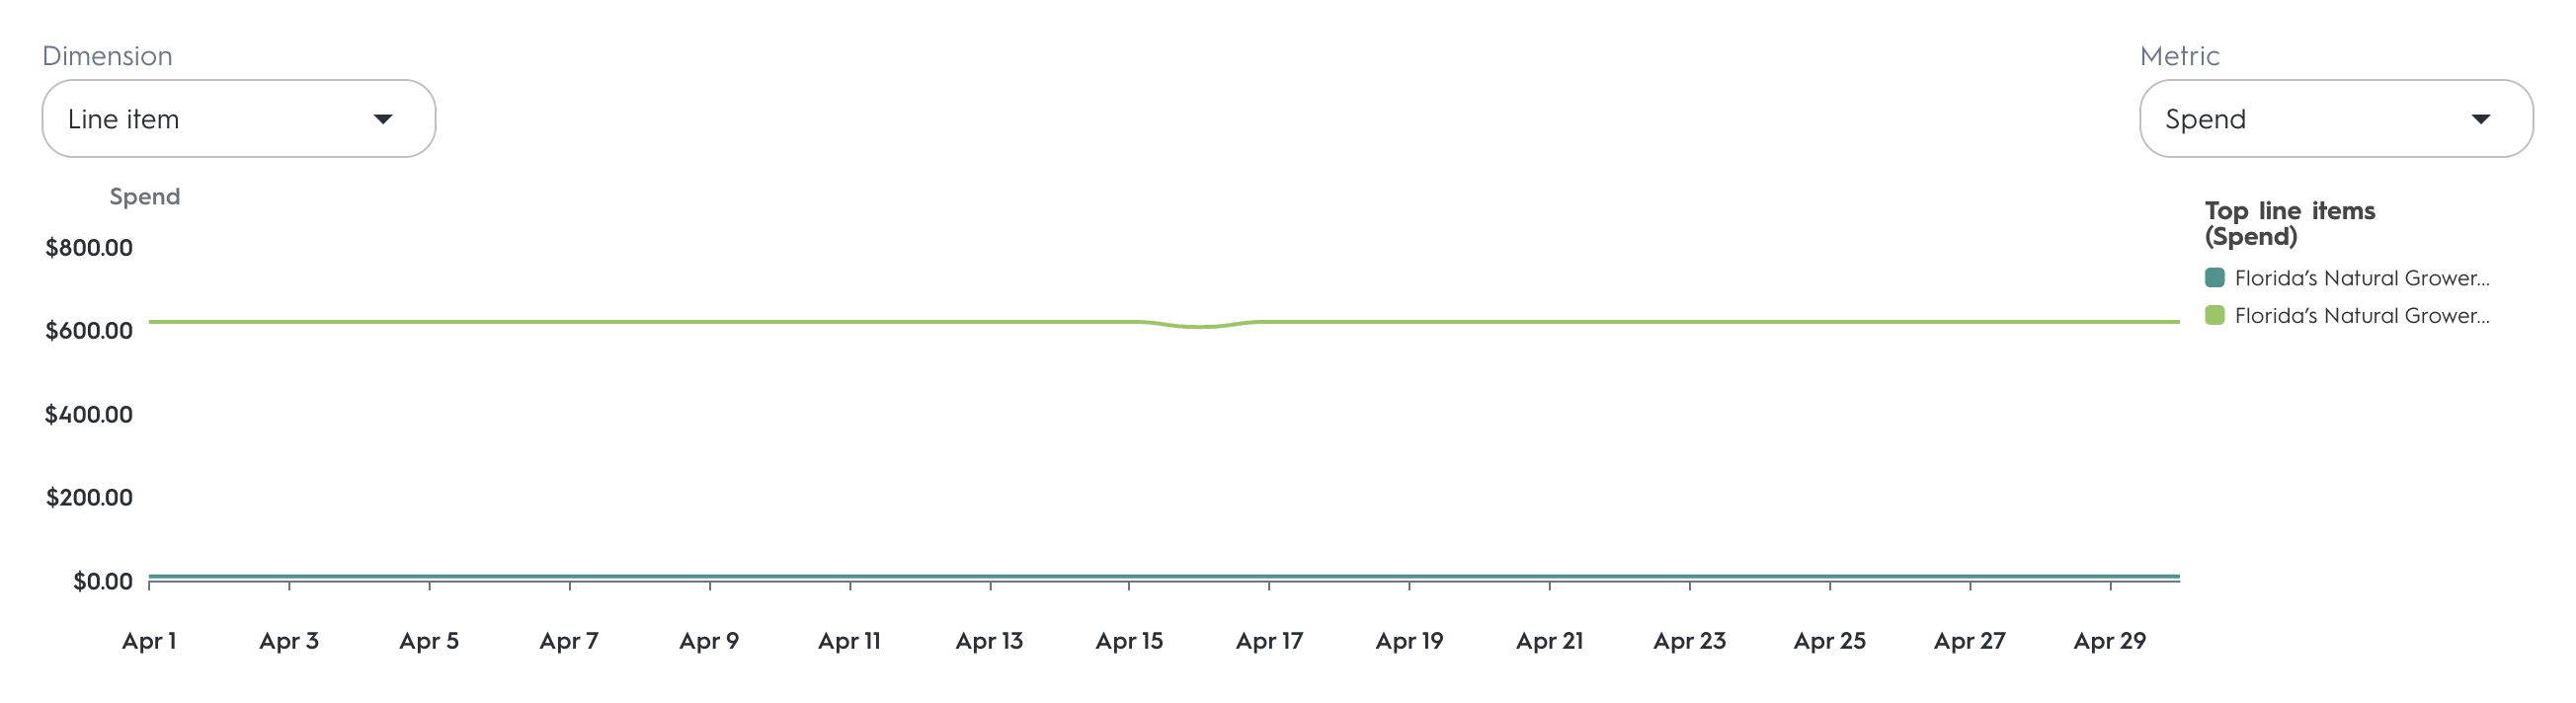 Dimension
Metric
Line item
Spend
Spend
Top line items
(Spend)
$800.00
Florida's Natural Grower...
Florida's Natural Grower...
$600.00
$400.00
$200.00
$0.00
Apr 1
Apr 3
Apr 5
Apr 7
Apr 9
Apr 11
Apr 13
Apr 15
Apr 17
Apr 19
Apr 21
Apr 23
Apr 25
Apr 27
Apr 29